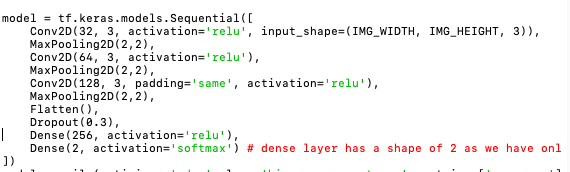 model = tf.keras.models.Sequential([
    Conv2D(32, 3, activation='relu', input_shape=(IMG_WIDTH, IMG_HEIGHT, 3)),
    MaxPooling2D(2,2),
    Conv2D(64, 3, activation='relu'),
    MaxPooling2D(2,2),
    Conv2D(128, 3, padding='same', activation='relu'),
    MaxPooling2D(2,2),
    Flatten(),
    Dropout(0.3),
    Dense(256, activation='relu'),
    Dense(2, activation='softmax') # dense layer has a shape of 2 as we have onl
])